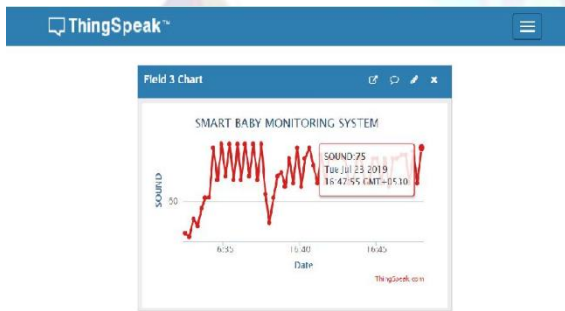 ThingSpeak™
Field 3 Chart
SMART BABY MONITORING SYSTEM
SOUND:75
Tue Jul 23 2019
16:47:55 GMT+0530
SOUND
50
16:40
16:45
Date
ThingSpeak.com